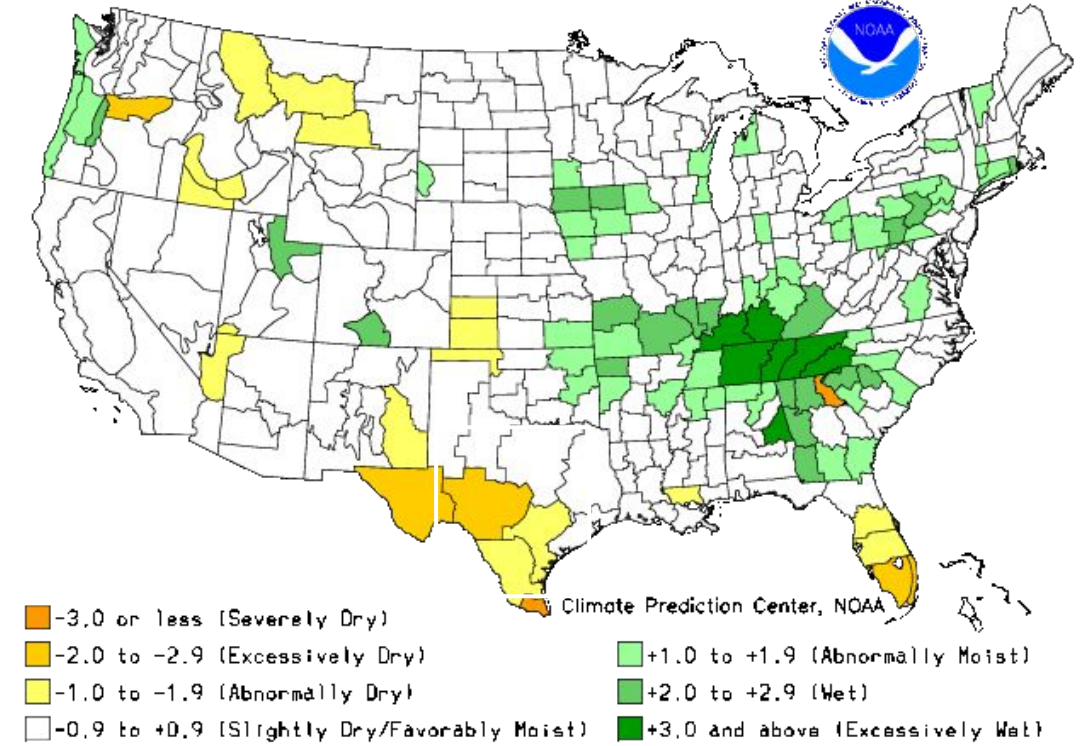 NOAA
Climate Prediction Center, NOAA
-3.0 or less (Severely Dry)
-2.0 to -2.9 (Excessively Dry)
-1.0 to -1.9 (Abnormally Dry)
-0.9 to +0.9 (Slightly Dry/Favorably Moist)
+1.0 to +1.9 (Abnormally Moist)
+2.0 to +2.9 (Wet)
+3.0 and above (Excessively Wet)